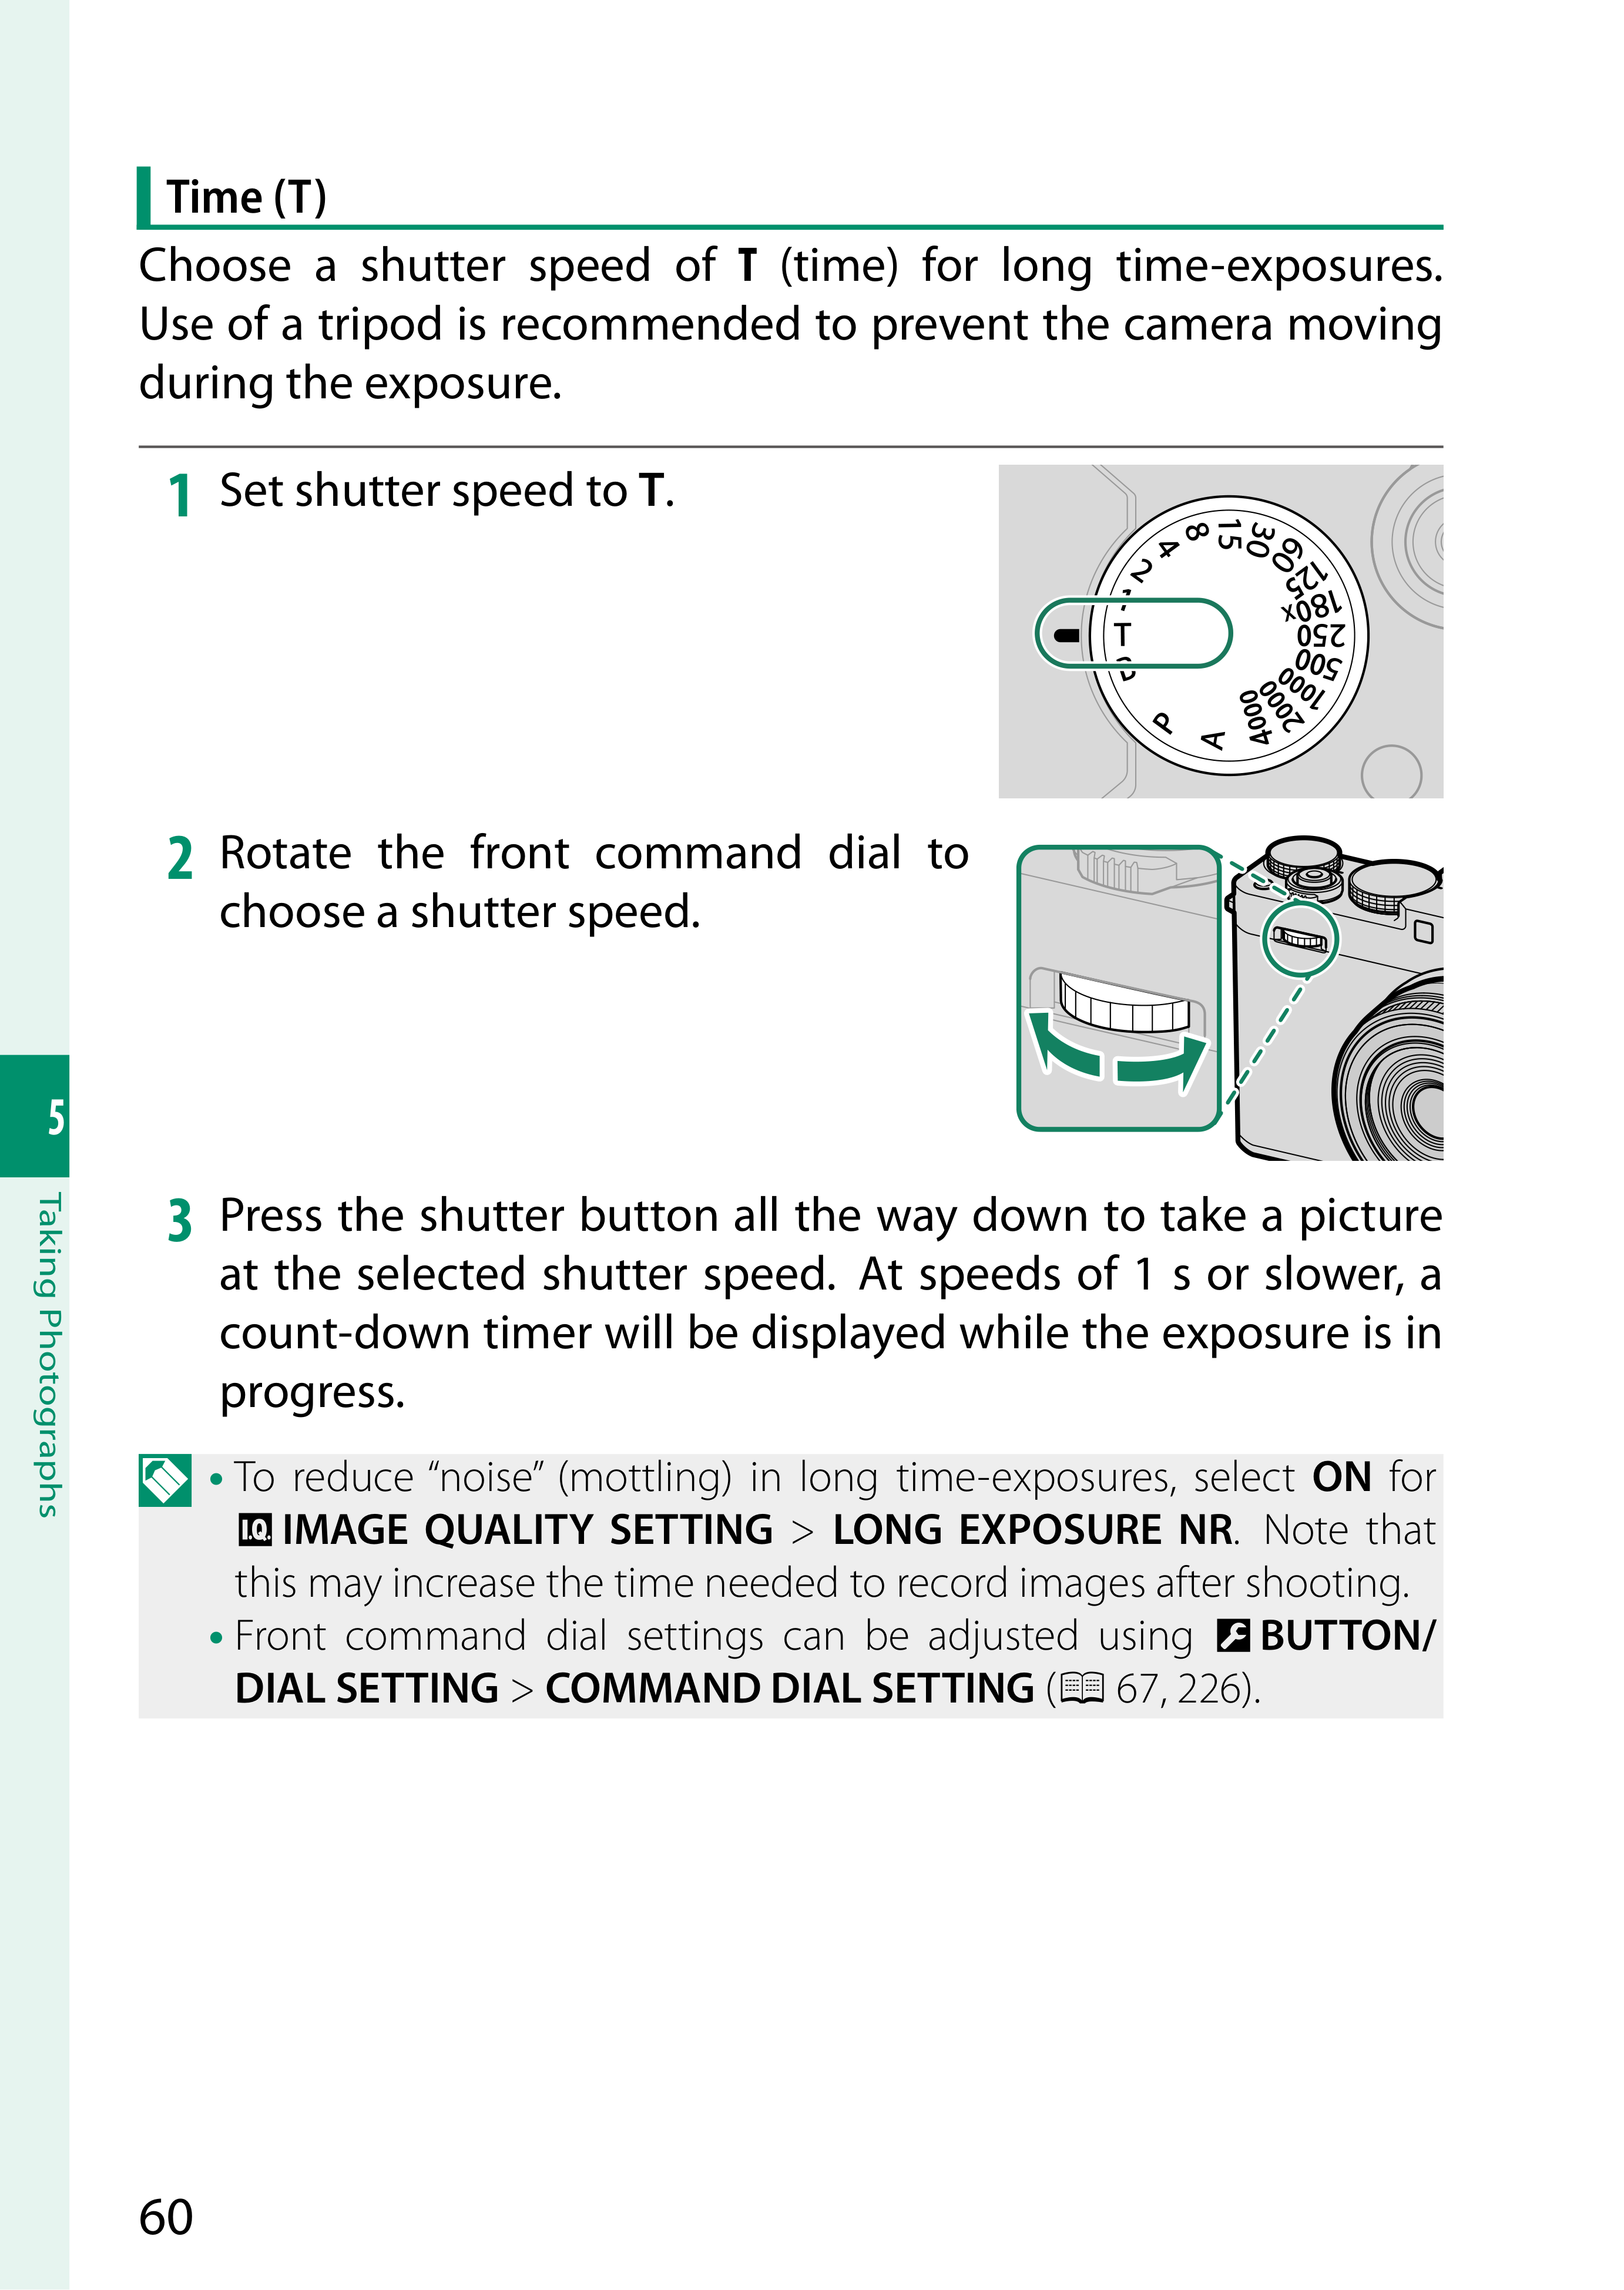 Time (T)
Choose a shutter speed of T (time) for long time-exposures.
Use of a tripod is recommended to prevent the camera moving
during the exposure.
1 Set shutter speed to T.
8
15
30
60
125
180X
250
500
1000
2000
4000
A
P
T
2
4
2 Rotate the front command dial to
choose a shutter speed.
3 Press the shutter button all the way down to take a picture
at the selected shutter speed. At speeds of 1 s or slower, a
count-down timer will be displayed while the exposure is in
progress.
• To reduce “noise” (mottling) in long time-exposures, select ON for
I.Q. IMAGE QUALITY SETTING > LONG EXPOSURE NR. Note that
this may increase the time needed to record images after shooting.
• Front command dial settings can be adjusted using BUTTON/
DIAL SETTING > COMMAND DIAL SETTING (67, 226).
5
Taking Photographs
60